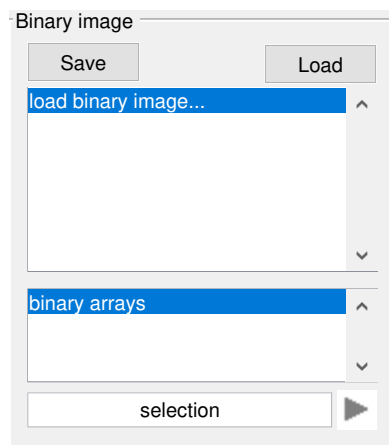 Binary image
Save
Load
load binary image...
binary arrays
selection